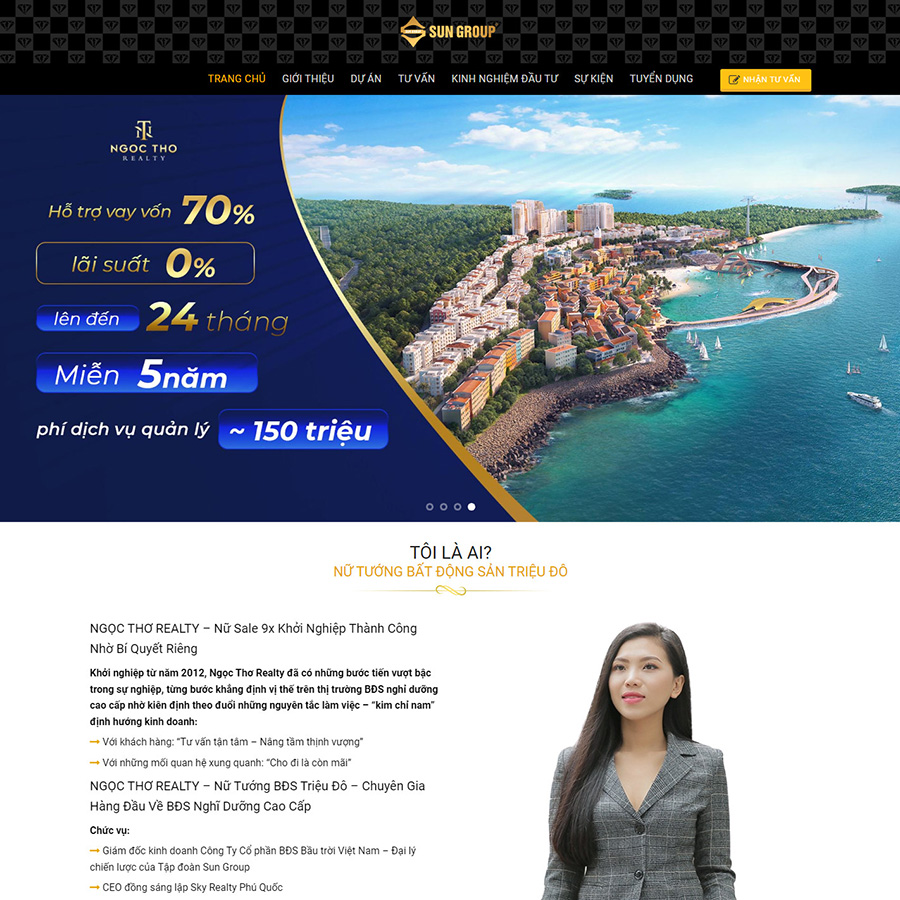 SUN GROUP
TRANG CHỦ GIỚI THIỆU DỰ ÁN TƯ VẤN KINH NGHIỆM ĐẦU TƯ SỰ KIỆN TUYỂN DỤNG NHẬN TƯ VẤN
NGOC THO
REALTY
Hỗ trợ vay vốn 70%
lãi suất 0%
lên đến 24 tháng
Miễn 5 năm
phí dịch vụ quản lý ~ 150 triệu
TÔI LÀ AI?
NỮ TƯỚNG BẤT ĐỘNG SẢN TRIỆU ĐÔ
NGỌC THƠ REALTY – Nữ Sale 9x Khởi Nghiệp Thành Công
Nhờ Bí Quyết Riêng
Khởi nghiệp từ năm 2012, Ngọc Thơ Realty đã có những bước tiến vượt bậc
trong sự nghiệp, từng bước khẳng định vị thế trên thị trường BĐS nghỉ dưỡng
cao cấp nhờ kiên định theo đuổi những nguyên tắc làm việc – “kim chỉ nam”
định hướng kinh doanh:
Với khách hàng: “Tư vấn tận tâm – Nâng tầm thịnh vượng”
Với những mối quan hệ xung quanh: “Cho đi là còn mãi”
NGỌC THƠ REALTY – Nữ Tướng BĐS Triệu Đô – Chuyên Gia
Hàng Đầu Về BĐS Nghĩ Dưỡng Cao Cấp
Chức vụ:
Giám đốc kinh doanh Công Ty Cổ phần BĐS Bầu trời Việt Nam – Đại lý
chiến lược của Tập đoàn Sun Group
CEO đồng sáng lập Sky Realty Phú Quốc